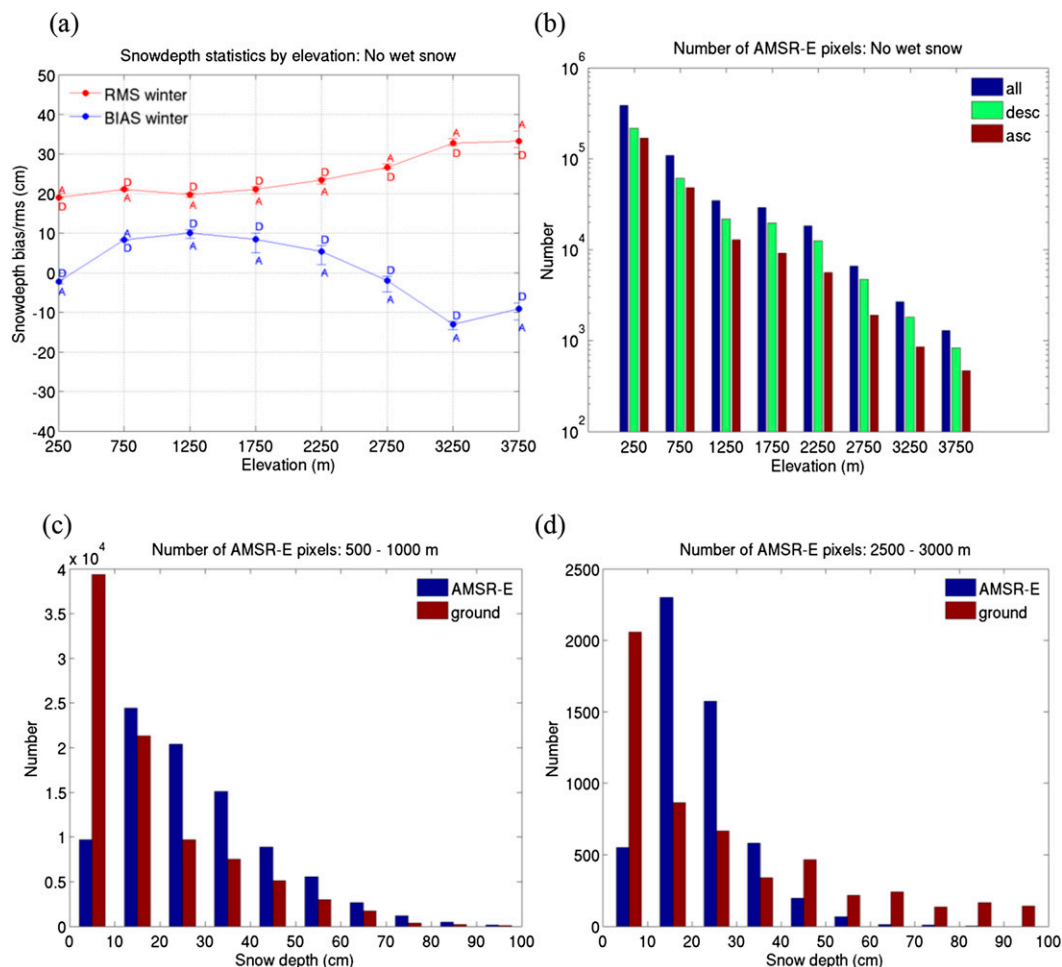 (a)
Snowdepth statistics by elevation: No wet snow
Snowdepth bias/rms (cm)
50
40
30
20
10
0
-10
-20
-30
-40
RMS winter
BIAS winter
A D D D D A A A
D A A A A D D D
D A D D D D D D
A D A A A A A A
250 750 1250 1750 2250 2750 3250 3750
Elevation (m)
(b)
Number of AMSR-E pixels: No wet snow
Number
10^6
10^5
10^4
10^3
10^2
all
desc
asc
250 750 1250 1750 2250 2750 3250 3750
Elevation (m)
(c)
Number of AMSR-E pixels: 500 - 1000 m
x 10^4
Number
4
3.5
3
2.5
2
1.5
1
0.5
0
AMSR-E
ground
0 10 20 30 40 50 60 70 80 90 100
Snow depth (cm)
(d)
Number of AMSR-E pixels: 2500 - 3000 m
Number
2500
2000
1500
1000
500
0
AMSR-E
ground
0 10 20 30 40 50 60 70 80 90 100
Snow depth (cm)